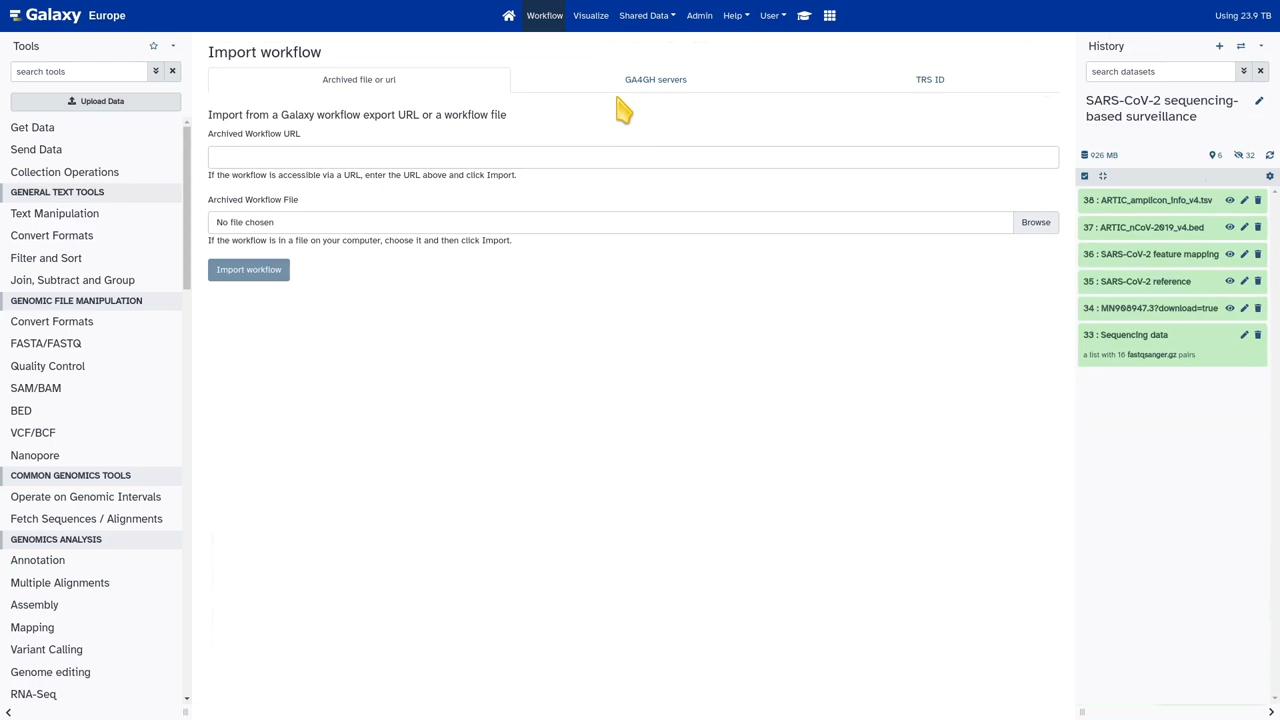 Galaxy Europe
Workflow Visualize Shared Data Admin Help User
Using 23.9 TB
Tools
search tools
Upload Data
Get Data
Send Data
Collection Operations
GENERAL TEXT TOOLS
Text Manipulation
Convert Formats
Filter and Sort
Join, Subtract and Group
GENOMIC FILE MANIPULATION
Convert Formats
FASTA/FASTQ
Quality Control
SAM/BAM
BED
VCF/BCF
Nanopore
COMMON GENOMICS TOOLS
Operate on Genomic Intervals
Fetch Sequences / Alignments
GENOMICS ANALYSIS
Annotation
Multiple Alignments
Assembly
Mapping
Variant Calling
Genome editing
RNA-Seq
Import workflow
Archived file or url GA4GH servers TRS ID
Import from a Galaxy workflow export URL or a workflow file
Archived Workflow URL
If the workflow is accessible via a URL, enter the URL above and click Import.
Archived Workflow File
No file chosen Browse
If the workflow is in a file on your computer, choose it and then click Import.
Import workflow
History
search datasets
SARS-CoV-2 sequencing-
based surveillance
926 MB 6 32
38 : ARTIC_amplicon_info_v4.tsv
37 : ARTIC_nCoV-2019_v4.bed
36 : SARS-CoV-2 feature mapping
35 : SARS-CoV-2 reference
34 : MN908947.3?download=true
33 : Sequencing data
a list with 16 fastqsanger.gz pairs